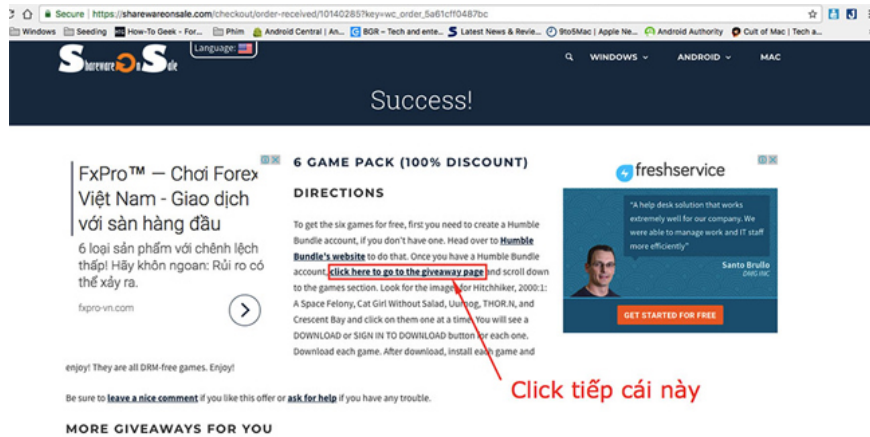 Secure | https://sharewareonsale.com/checkout/order-received/10140285?key=wc_order_5a61cff0487bc
Windows Seeding How-To Geek - For... Phim Android Central | An... BGR – Tech and ente... Latest News & Revie... 9to5Mac | Apple Ne... Android Authority Cult of Mac | Tech a...
Shareware On Sale
Language:
WINDOWS ANDROID MAC
Success!
FxPro™ — Chơi Forex
Việt Nam - Giao dịch
với sàn hàng đầu
6 loại sản phẩm với chênh lệch
thấp! Hãy khôn ngoan: Rủi ro có
thể xảy ra.
fxpro-vn.com
6 GAME PACK (100% DISCOUNT)
DIRECTIONS
To get the six games for free, first you need to create a Humble
Bundle account, if you don't have one. Head over to Humble
Bundle's website to do that. Once you have a Humble Bundle
account, click here to go to the giveaway page and scroll down
to the games section. Look for the images for Hitchhiker, 2000:1:
A Space Felony, Cat Girl Without Salad, Uurnog, THOR.N, and
Crescent Bay and click on them one at a time. You will see a
DOWNLOAD or SIGN IN TO DOWNLOAD button for each one.
Download each game. After download, install each game and
enjoy! They are all DRM-free games. Enjoy!
Be sure to leave a nice comment if you like this offer or ask for help if you have any trouble.
MORE GIVEAWAYS FOR YOU
freshservice
"A help desk solution that works
extremely well for our company. We
were able to manage work and IT staff
more efficiently"
Santo Brullo
DMG INC
GET STARTED FOR FREE
Click tiếp cái này